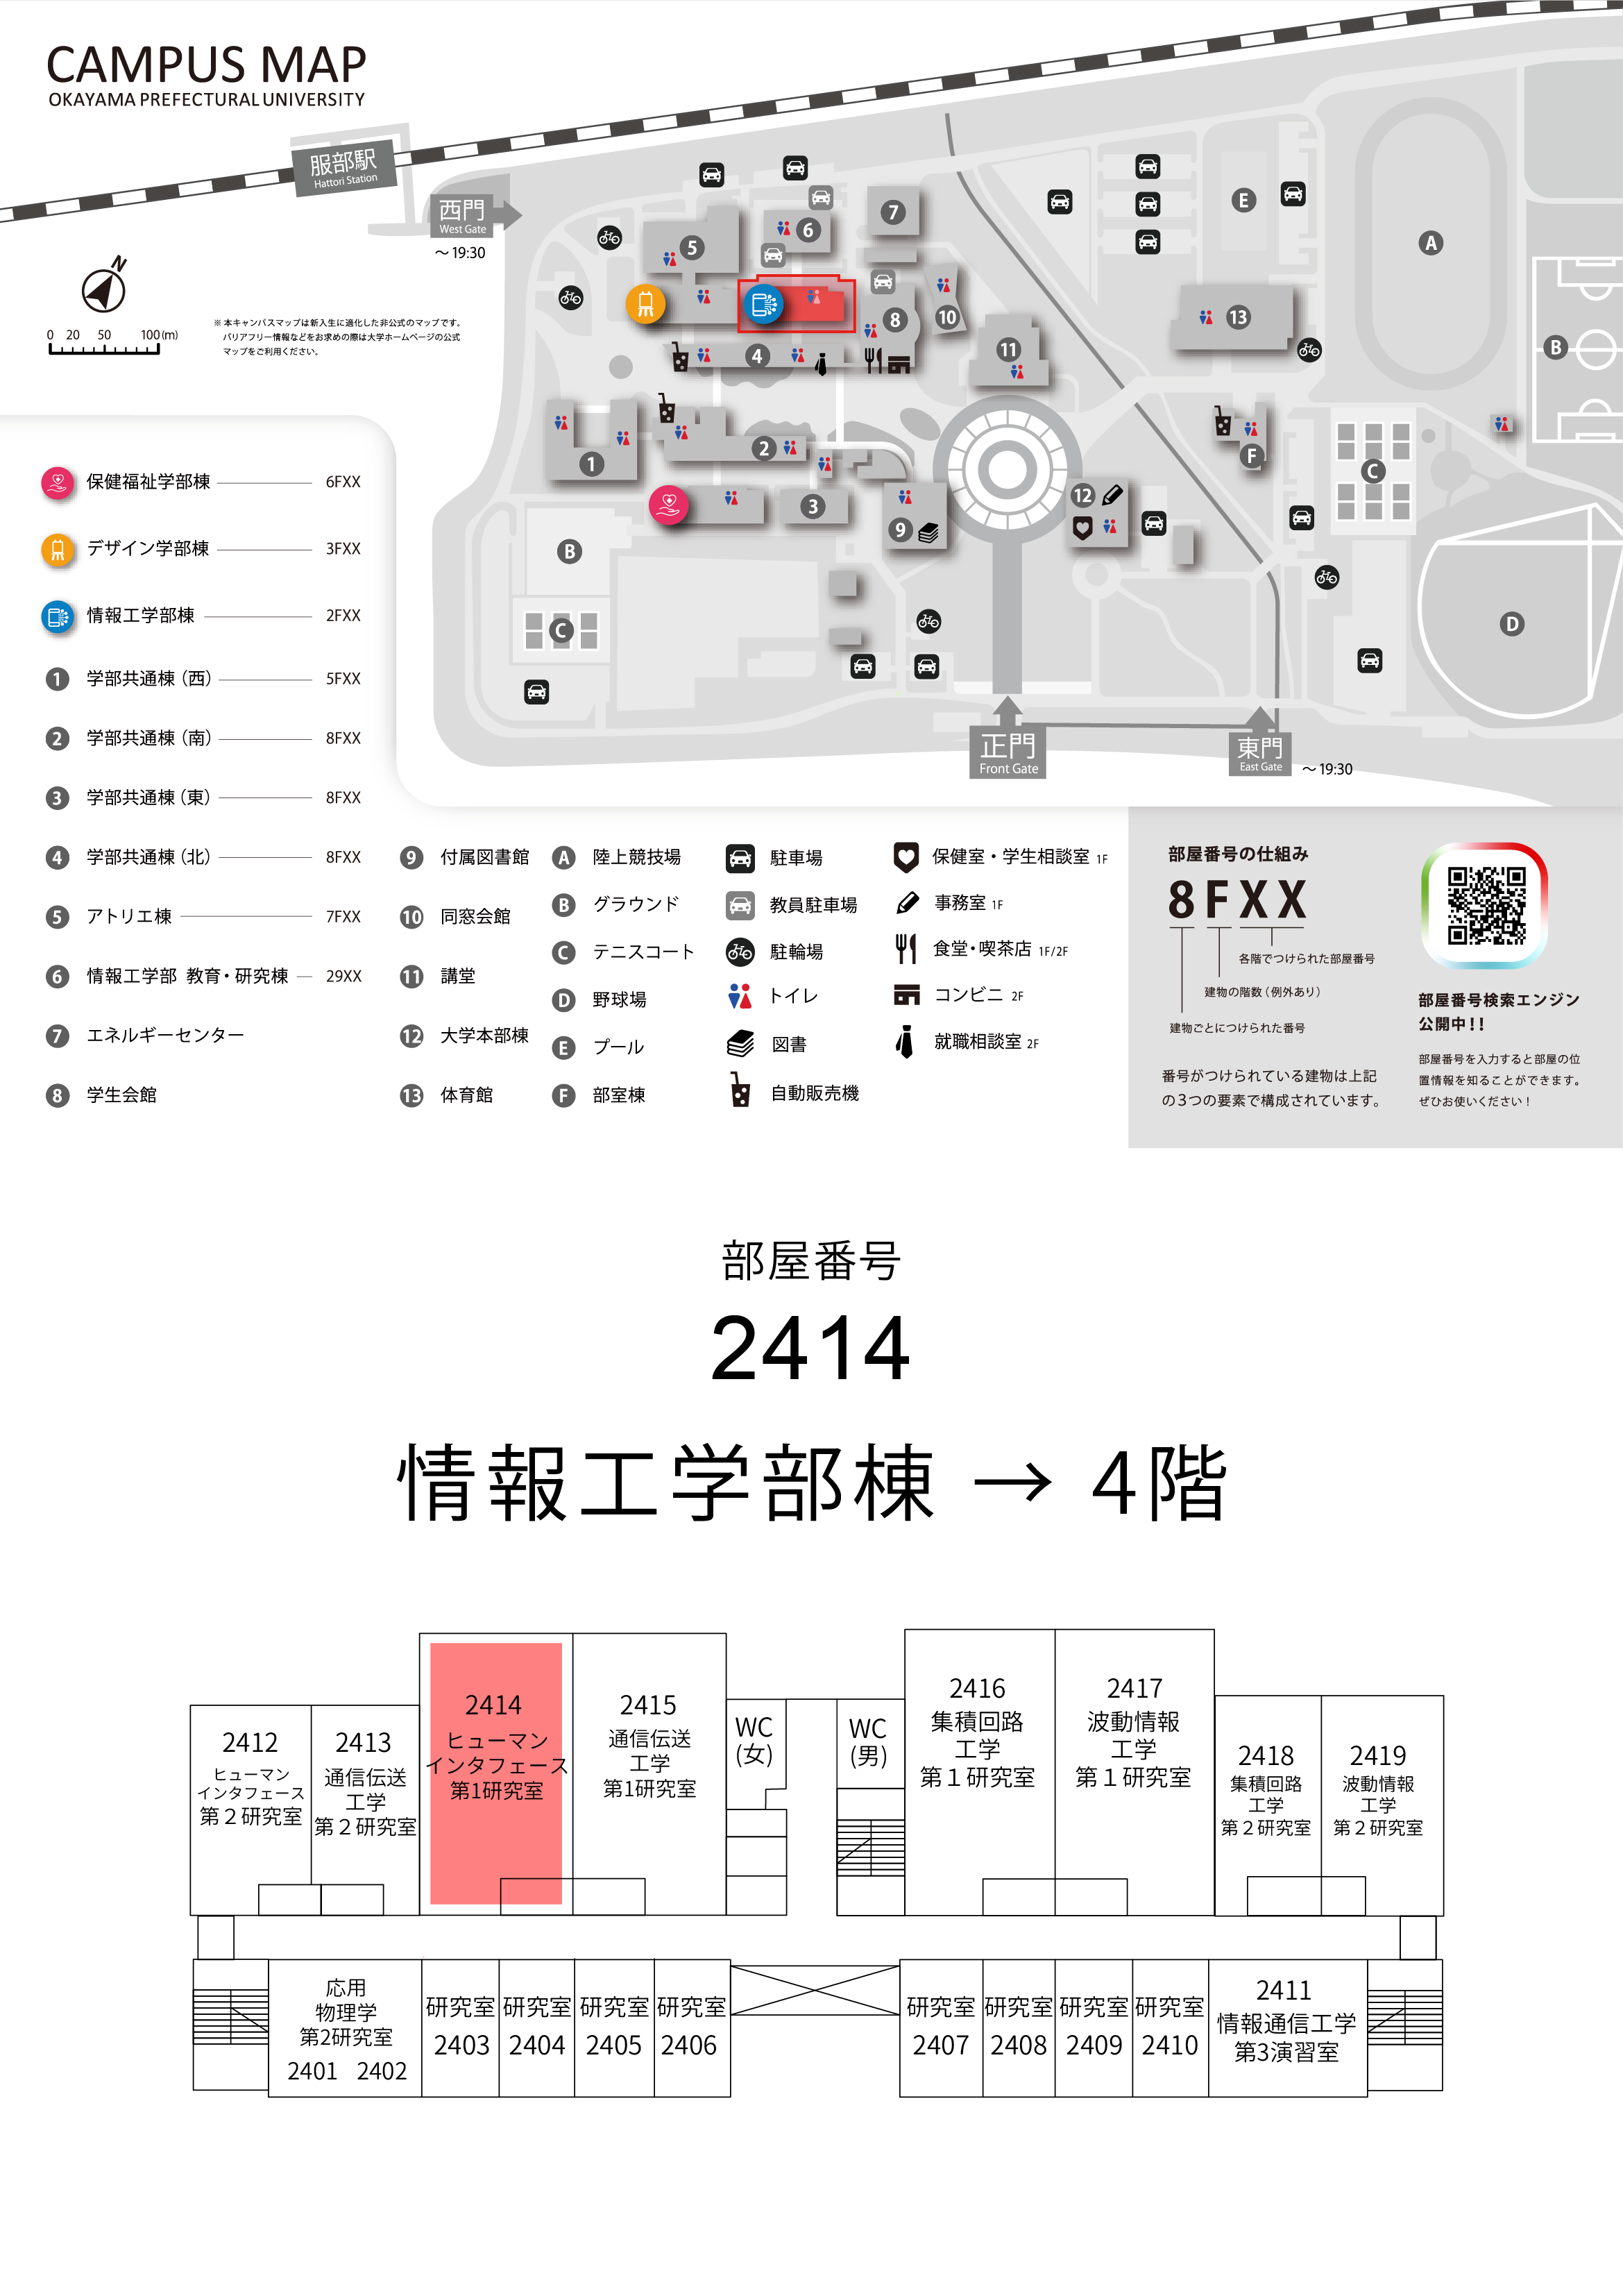 CAMPUS MAP
OKAYAMA PREFECTURAL UNIVERSITY
服部駅
Hattori Station
西門
West Gate
～19:30
N
0 20 50 100(m)
※本キャンパスマップは新入生に適化した非公式のマップです。
バリアフリー情報などをお求めの際は大学ホームページの公式
マップをご利用ください。
7
6
5
E
A
8
10
13
11
4
B
1
2
F
C
3
9
12
B
C
D
正門
Front Gate
東門
East Gate
～19:30
保健福祉学部棟 6FXX
デザイン学部棟 3FXX
情報工学部棟 2FXX
1 学部共通棟（西） 5FXX
2 学部共通棟（南） 8FXX
3 学部共通棟（東） 8FXX
4 学部共通棟（北） 8FXX
5 アトリエ棟 7FXX
6 情報工学部 教育・研究棟 29XX
7 エネルギーセンター
8 学生会館
9 付属図書館
10 同窓会館
11 講堂
12 大学本部棟
13 体育館
A 陸上競技場
B グラウンド
C テニスコート
D 野球場
E プール
F 部室棟
駐車場
教員駐車場
駐輪場
トイレ
図書
自動販売機
保健室・学生相談室 1F
事務室 1F
食堂・喫茶店 1F/2F
コンビニ 2F
就職相談室 2F
部屋番号の仕組み
8FXX
各階でつけられた部屋番号
建物の階数（例外あり）
建物ごとにつけられた番号
番号がつけられている建物は上記
の3つの要素で構成されています。
部屋番号検索エンジン
公開中!!
部屋番号を入力すると部屋の位
置情報を知ることができます。
ぜひお使いください！
部屋番号
2414
情報工学部棟 → 4階
2412
ヒューマン
インタフェース
第２研究室
2413
通信伝送
工学
第２研究室
2414
ヒューマン
インタフェース
第1研究室
2415
通信伝送
工学
第1研究室
WC
(女)
WC
(男)
2416
集積回路
工学
第１研究室
2417
波動情報
工学
第１研究室
2418
集積回路
工学
第２研究室
2419
波動情報
工学
第２研究室
応用
物理学
第2研究室
2401 2402
研究室
2403
研究室
2404
研究室
2405
研究室
2406
研究室
2407
研究室
2408
研究室
2409
研究室
2410
2411
情報通信工学
第3演習室